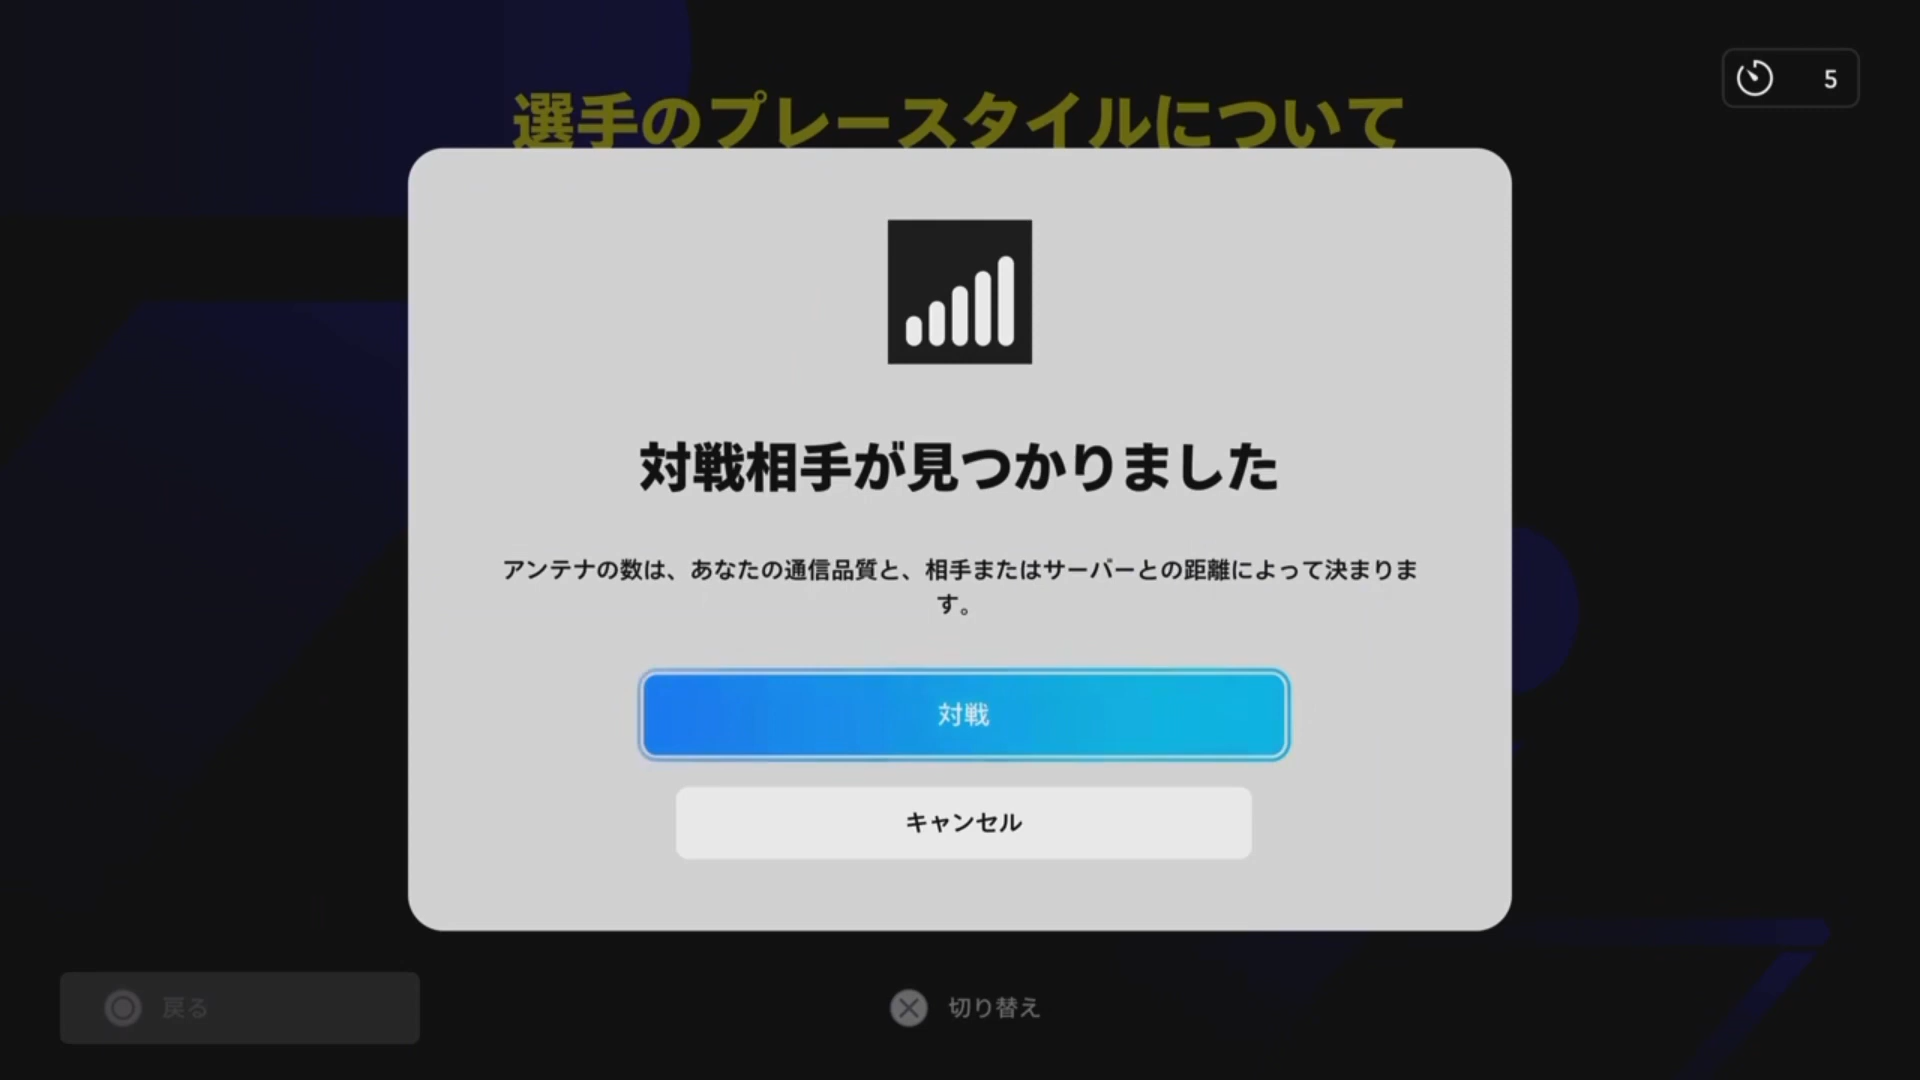 5
選手のプレースタイルについて
対戦相手が見つかりました
アンテナの数は、あなたの通信品質と、相手またはサーバーとの距離によって決まりま
す。
対戦
キャンセル
戻る
切り替え